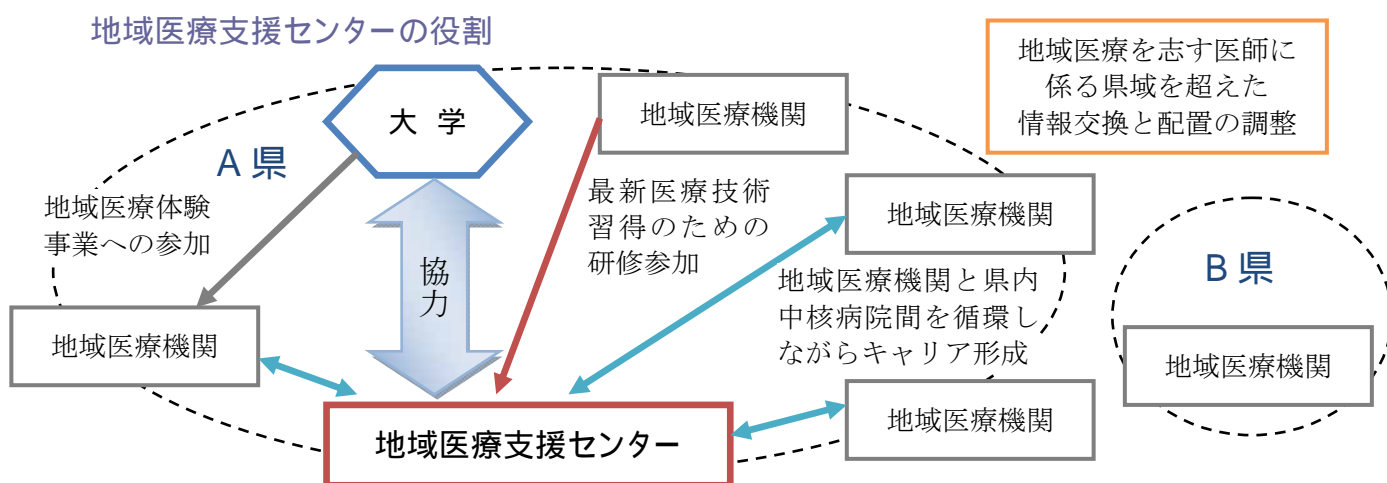 地域医療支援センターの役割
地域医療を志す医師に
係る県域を超えた
情報交換と配置の調整
大 学
地域医療機関
A 県
地域医療体験
事業への参加
最新医療技術
習得のための
研修参加
地域医療機関
協
力
地域医療機関と県内
中核病院間を循環し
ながらキャリア形成
B 県
地域医療機関
地域医療機関
地域医療機関
地域医療支援センター